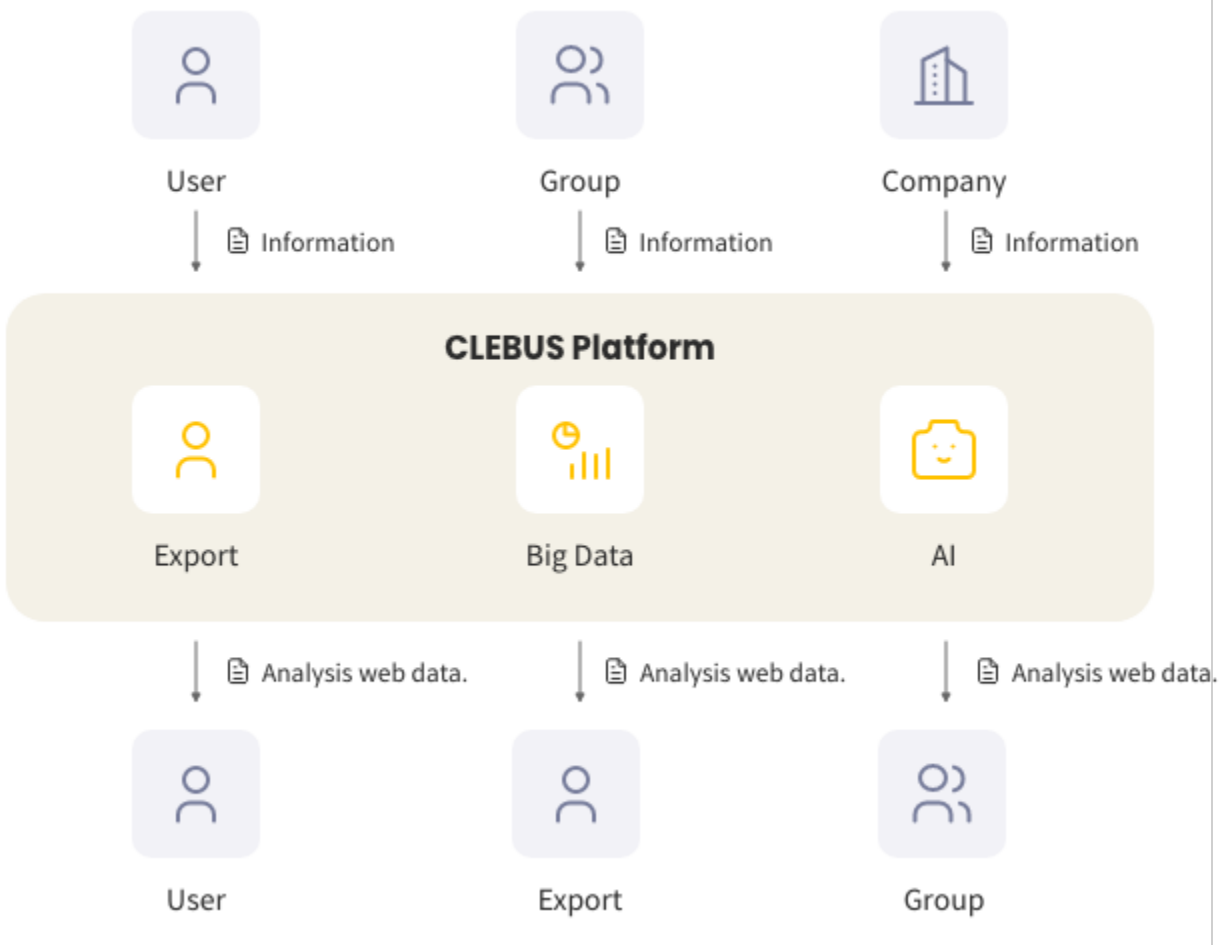 User
Group
Company
Information
Information
Information
CLEBUS Platform
Export
Big Data
AI
Analysis web data.
Analysis web data.
Analysis web data.
User
Export
Group